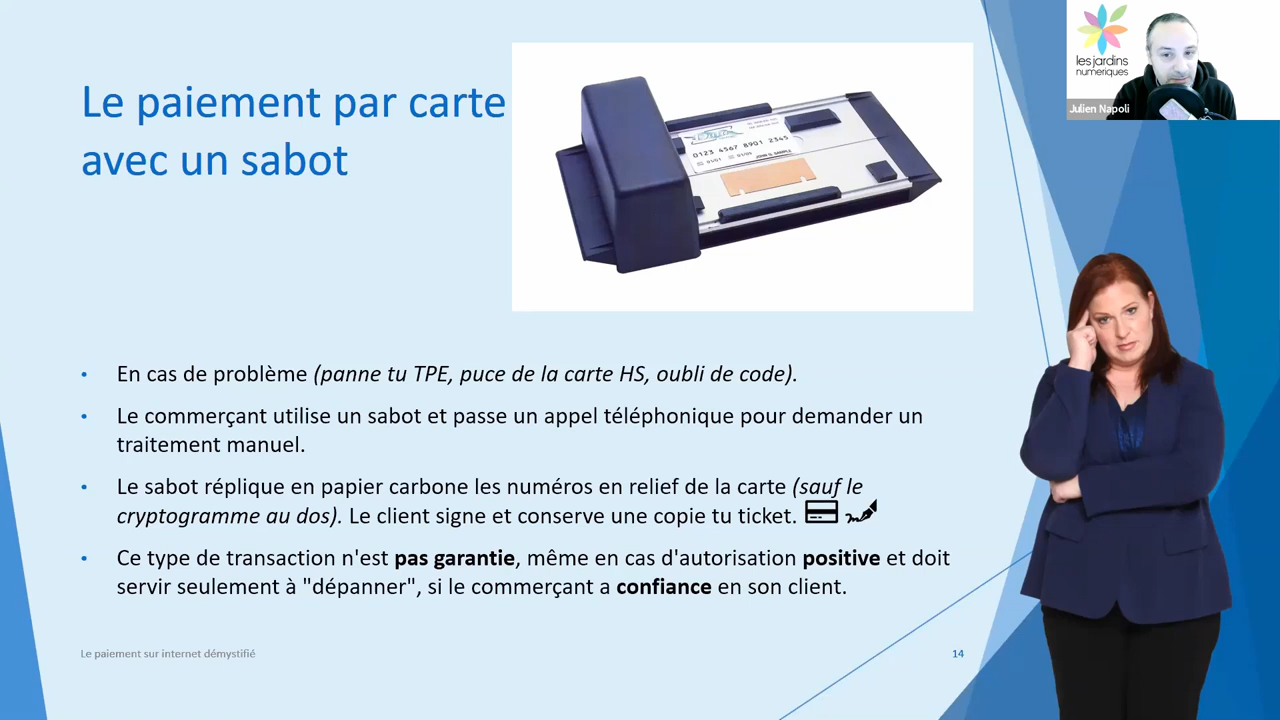 Le paiement par carte
avec un sabot
0123 4567 8901 2345
les jardins
numeriques
Julien Napoli
• En cas de problème (panne tu TPE, puce de la carte HS, oubli de code).
• Le commerçant utilise un sabot et passe un appel téléphonique pour demander un
traitement manuel.
• Le sabot réplique en papier carbone les numéros en relief de la carte (sauf le
cryptogramme au dos). Le client signe et conserve une copie tu ticket.
• Ce type de transaction n'est pas garantie, même en cas d'autorisation positive et doit
servir seulement à "dépanner", si le commerçant a confiance en son client.
Le paiement sur internet démystifié
14